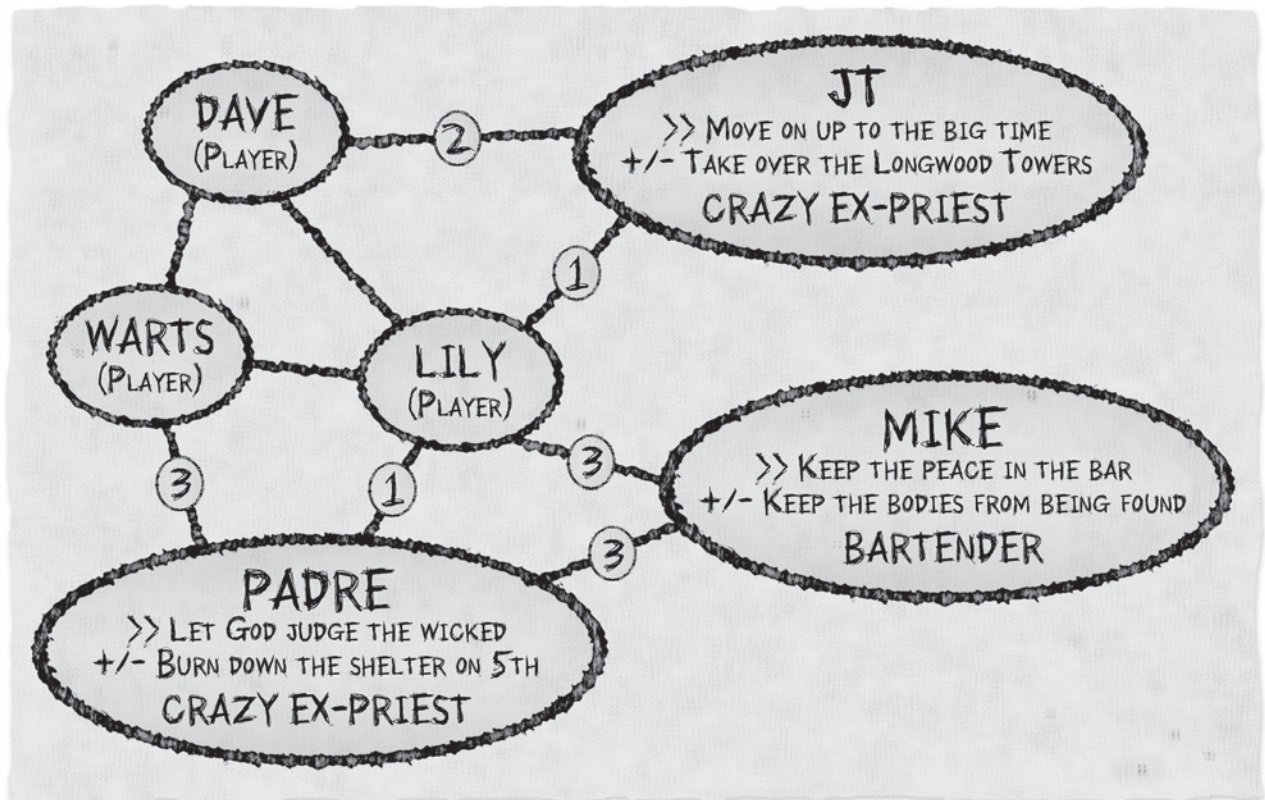 DAVE
(PLAYER)
2
JT
>> MOVE ON UP TO THE BIG TIME
+/- TAKE OVER THE LONGWOOD TOWERS
CRAZY EX-PRIEST
1
WARTS
(PLAYER)
LILY
(PLAYER)
3
1
3
MIKE
>> KEEP THE PEACE IN THE BAR
+/- KEEP THE BODIES FROM BEING FOUND
BARTENDER
3
PADRE
>> LET GOD JUDGE THE WICKED
+/- BURN DOWN THE SHELTER ON 5TH
CRAZY EX-PRIEST